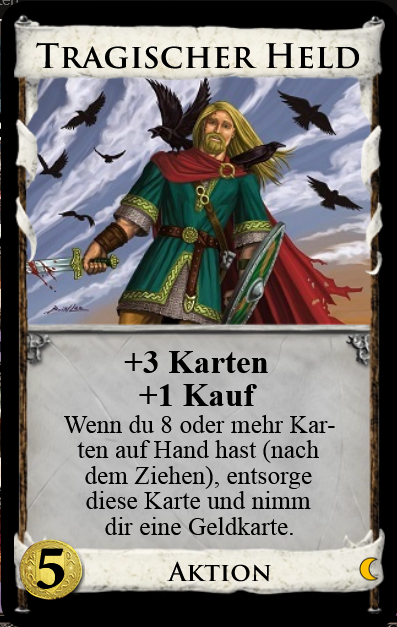 TRAGISCHER HELD
+3 Karten
+1 Kauf
Wenn du 8 oder mehr Kar-
ten auf Hand hast (nach
dem Ziehen), entsorge
diese Karte und nimm
dir eine Geldkarte.
5
AKTION